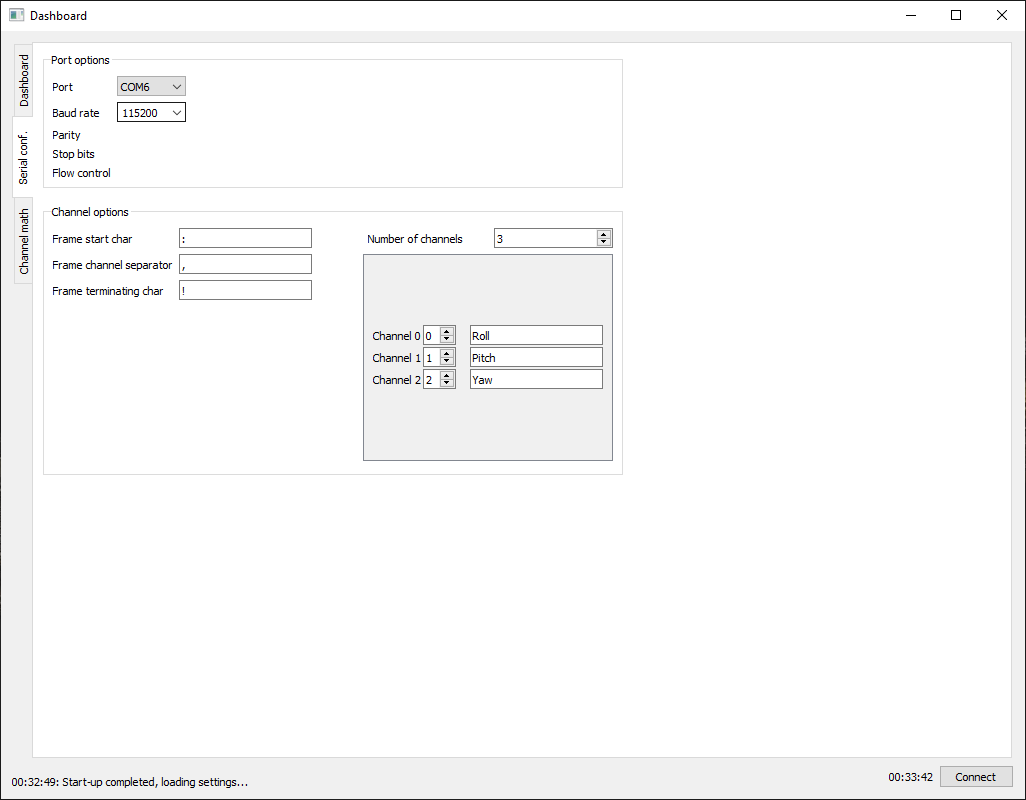 Dashboard
Dashboard
Serial conf.
Channel math
Port options
Port COM6
Baud rate 115200
Parity
Stop bits
Flow control
Channel options
Frame start char :
Frame channel separator ,
Frame terminating char !
Number of channels 3
Channel 0 0 Roll
Channel 1 1 Pitch
Channel 2 2 Yaw
00:32:49: Start-up completed, loading settings...
00:33:42 Connect